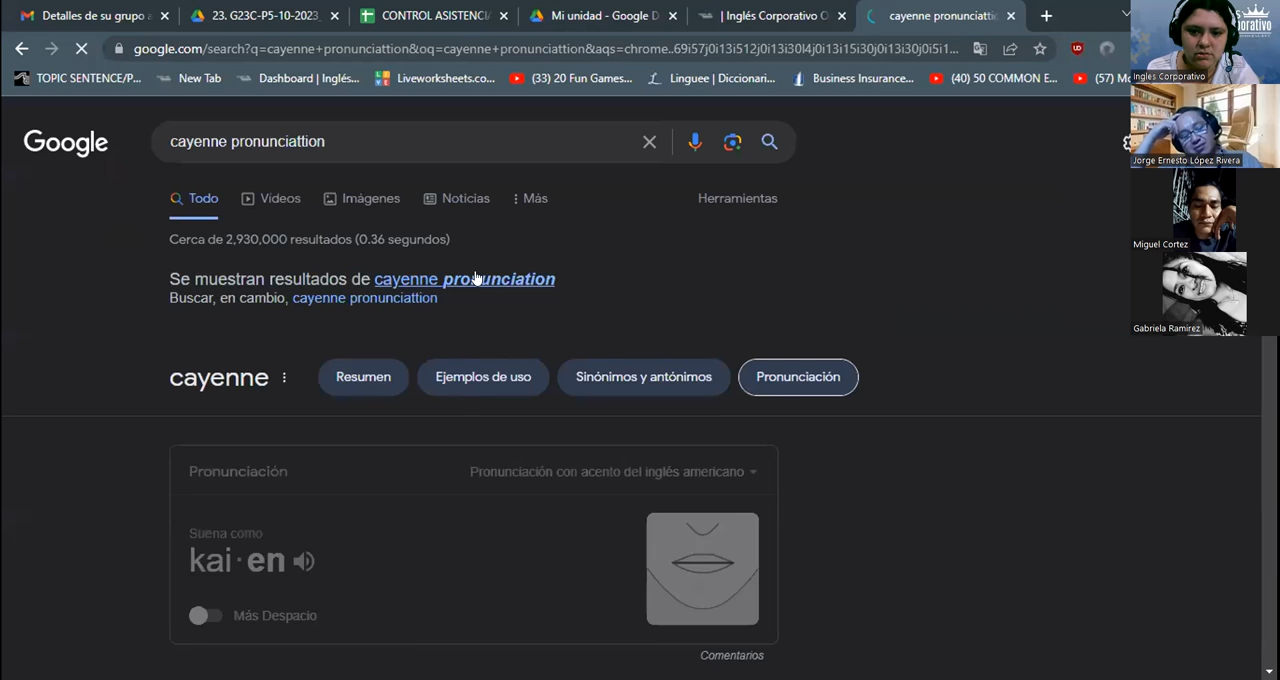 Detalles de su grupo a
23. G23C-P5-10-2023_
CONTROL ASISTENCIA
Mi unidad - Google D
| Inglés Corporativo O
cayenne pronunciattio
google.com/search?q=cayenne+pronunciattion&oq=cayenne+pronunciattion&aqs=chrome..69i57j0i13i512j0i13i30l4j0i13i15i30j0i13i30j0i5i1...
TOPIC SENTENCE/P...
New Tab
Dashboard | Inglés...
Liveworksheets.co...
(33) 20 Fun Games...
Linguee | Diccionari...
Business Insurance...
(40) 50 COMMON E...
(57) M
Ingles Corporativo
Jorge Ernesto López Rivera
Miguel Cortez
Gabriela Ramirez
Google
cayenne pronunciattion
Todo
Videos
Imágenes
Noticias
Más
Herramientas
Cerca de 2,930,000 resultados (0.36 segundos)
Se muestran resultados de cayenne pronunciation
Buscar, en cambio, cayenne pronunciattion
cayenne
Resumen
Ejemplos de uso
Sinónimos y antónimos
Pronunciación
Pronunciación
Pronunciación con acento del inglés americano
Suena como
kai·en
Más Despacio
Comentarios